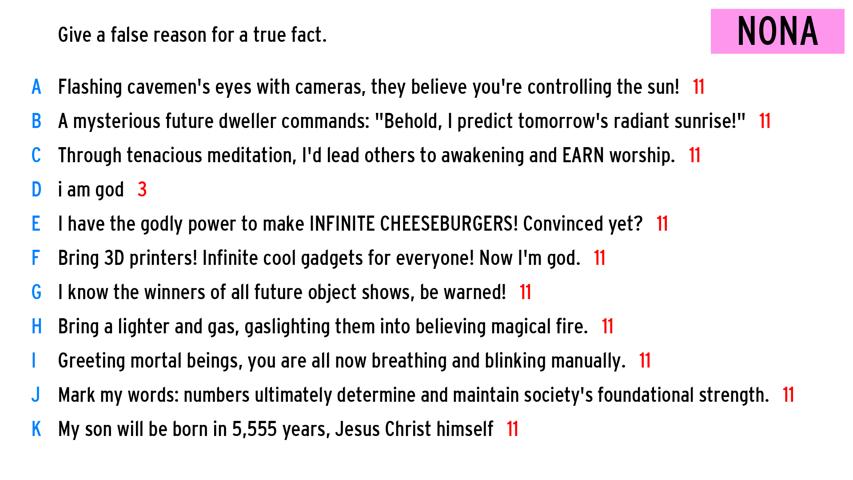 Give a false reason for a true fact.
NONA
A Flashing cavemen's eyes with cameras, they believe you're controlling the sun! 11
B A mysterious future dweller commands: "Behold, I predict tomorrow's radiant sunrise!" 11
C Through tenacious meditation, I'd lead others to awakening and EARN worship. 11
D i am god 3
E I have the godly power to make INFINITE CHEESEBURGERS! Convinced yet? 11
F Bring 3D printers! Infinite cool gadgets for everyone! Now I'm god. 11
G I know the winners of all future object shows, be warned! 11
H Bring a lighter and gas, gaslighting them into believing magical fire. 11
I Greeting mortal beings, you are all now breathing and blinking manually. 11
J Mark my words: numbers ultimately determine and maintain society's foundational strength. 11
K My son will be born in 5,555 years, Jesus Christ himself 11